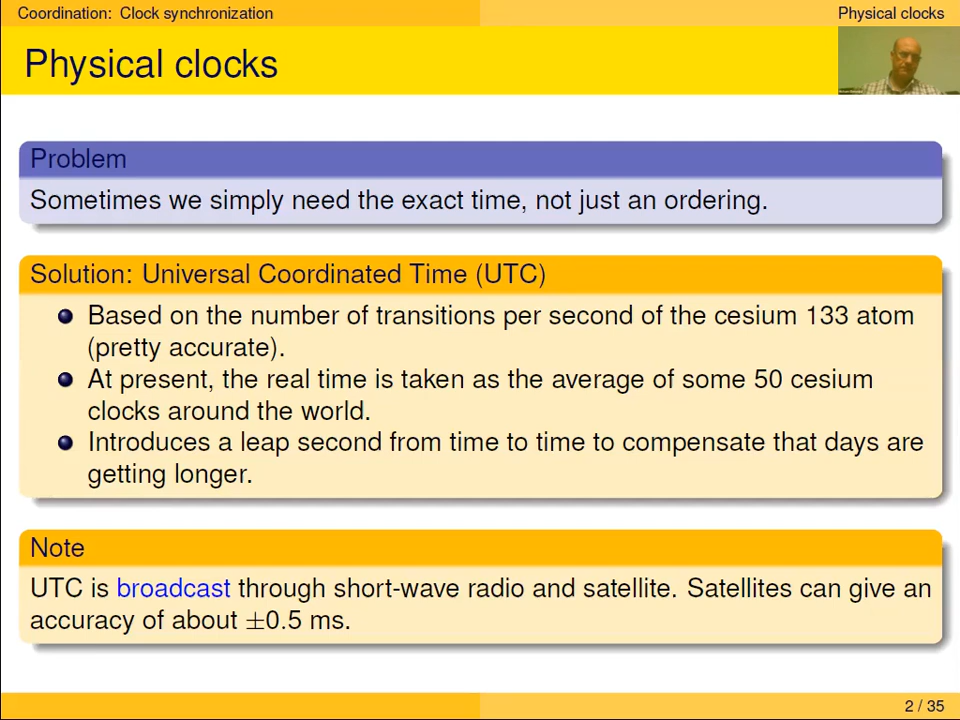 Coordination: Clock synchronization
Physical clocks
Physical clocks
Problem
Sometimes we simply need the exact time, not just an ordering.
Solution: Universal Coordinated Time (UTC)
Based on the number of transitions per second of the cesium 133 atom
(pretty accurate).
At present, the real time is taken as the average of some 50 cesium
clocks around the world.
Introduces a leap second from time to time to compensate that days are
getting longer.
Note
UTC is broadcast through short-wave radio and satellite. Satellites can give an
accuracy of about ±0.5 ms.
2 / 35